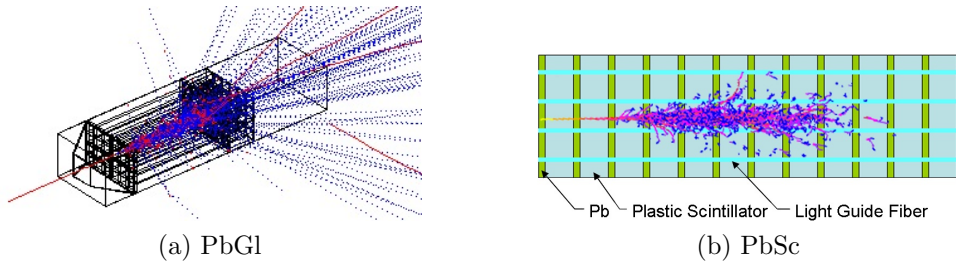 Pb
Plastic Scintillator
Light Guide Fiber
(a) PbGl
(b) PbSc